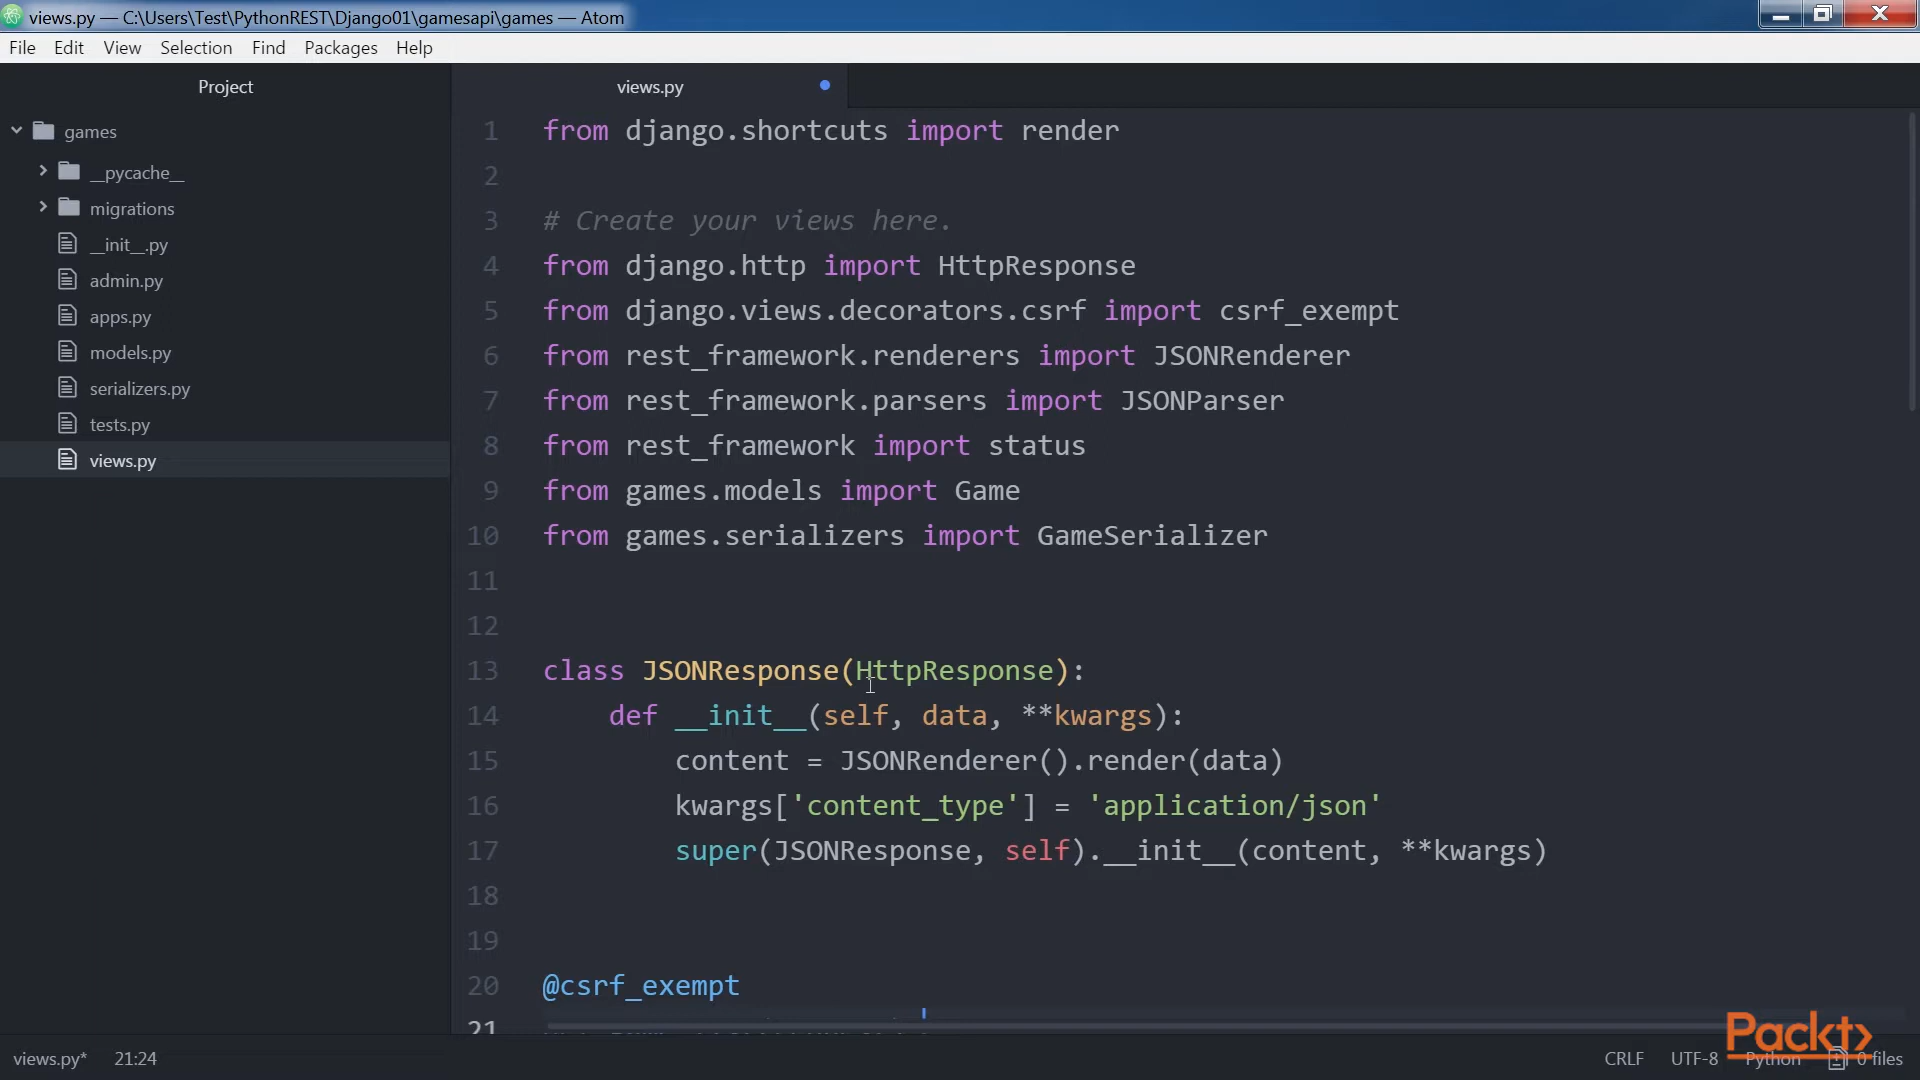 views.py — C:\Users\Test\PythonREST\Django01\gamesapi\games — Atom
File Edit View Selection Find Packages Help
Project
games
__pycache__
migrations
__init__.py
admin.py
apps.py
models.py
serializers.py
tests.py
views.py
views.py
1 from django.shortcuts import render
2
3 # Create your views here.
4 from django.http import HttpResponse
5 from django.views.decorators.csrf import csrf_exempt
6 from rest_framework.renderers import JSONRenderer
7 from rest_framework.parsers import JSONParser
8 from rest_framework import status
9 from games.models import Game
10 from games.serializers import GameSerializer
11
12
13 class JSONResponse(HttpResponse):
14     def __init__(self, data, **kwargs):
15         content = JSONRenderer().render(data)
16         kwargs['content_type'] = 'application/json'
17         super(JSONResponse, self).__init__(content, **kwargs)
18
19
20 @csrf_exempt
21
views.py* 21:24
CRLF UTF-8 Python 0 files
Packt